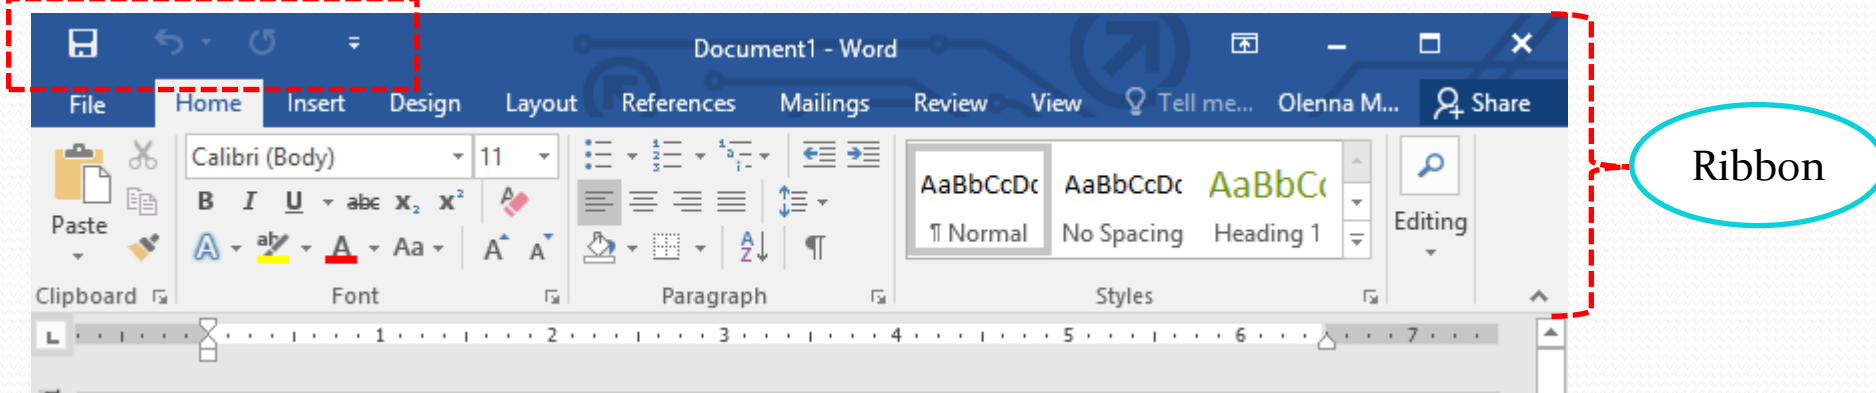 Document1 - Word
File Home Insert Design Layout References Mailings Review View Tell me... Olenna M... Share
Calibri (Body) 11
B I U abc X₂ X²
Paste
A aby A Aa A A
A Z ¶
AaBbCcDc AaBbCcDc AaBbCc
¶ Normal No Spacing Heading 1
Editing
Clipboard Font Paragraph Styles
L 1 2 3 4 5 6 7
Ribbon